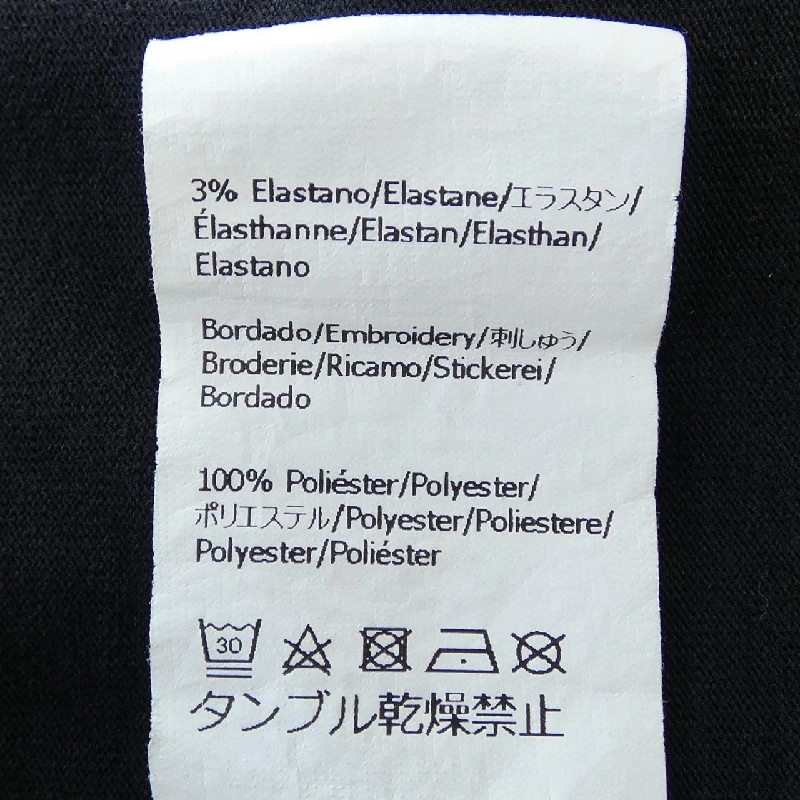 3% Elastano/Elastane/エラスタン/
Élasthanne/Elastan/Elasthan/
Elastano
Bordado/Embroidery/刺しゅう/
Broderie/Ricamo/Stickerei/
Bordado
100% Poliéster/Polyester/
ポリエステル/Polyester/Poliestere/
Polyester/Poliéster
30
タンブル乾燥禁止